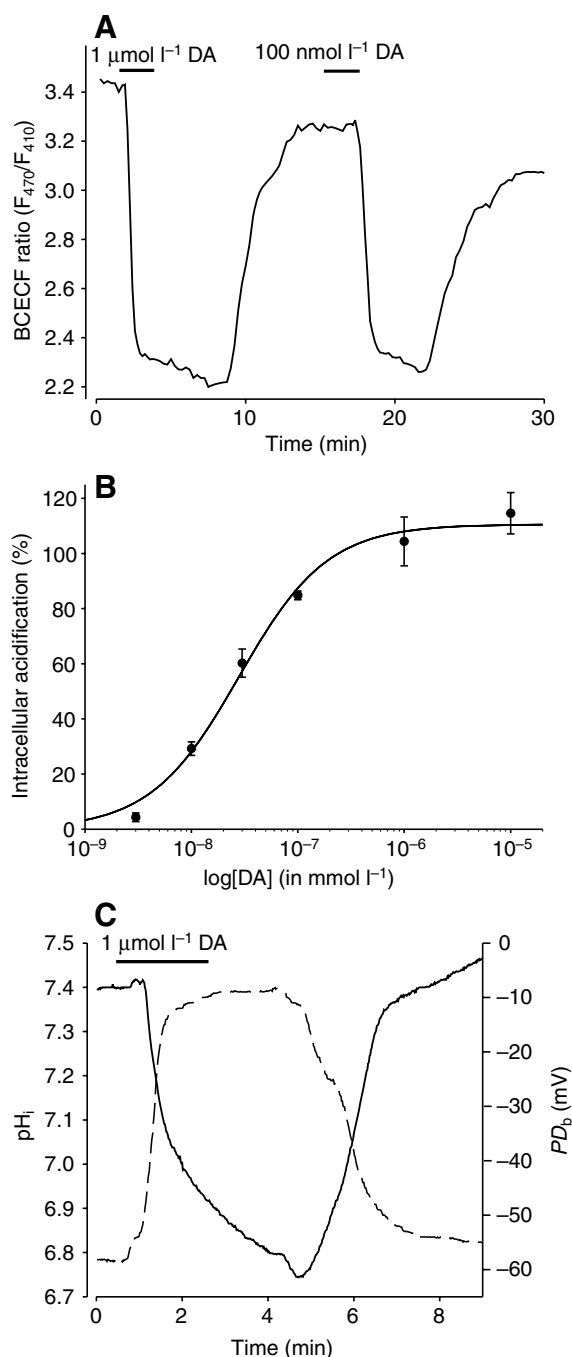 A
1 μmol l⁻¹ DA 100 nmol l⁻¹ DA
BCECF ratio (F₄₇₀/F₄₁₀)
3.4
3.2
3.0
2.8
2.6
2.4
2.2
0 10 20 30
Time (min)
B
Intracellular acidification (%)
120
100
80
60
40
20
0
10⁻⁹ 10⁻⁸ 10⁻⁷ 10⁻⁶ 10⁻⁵
log[DA] (in mmol l⁻¹)
C
1 μmol l⁻¹ DA
pHᵢ
7.5
7.4
7.3
7.2
7.1
7.0
6.9
6.8
6.7
0
–10
–20
–30
–40
–50
–60
PD_b (mV)
0 2 4 6 8
Time (min)